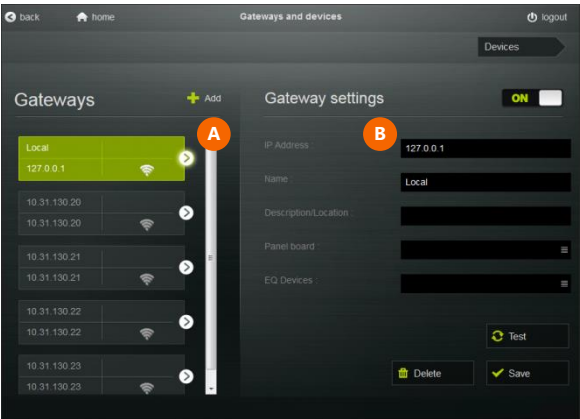 back home Gateways and devices logout
Devices
Gateways Add Gateway settings ON
A B
Local
127.0.0.1
10.31.130.20
10.31.130.20
10.31.130.21
10.31.130.21
10.31.130.22
10.31.130.22
10.31.130.23
10.31.130.23
IP Address : 127.0.0.1
Name : Local
Description/Location :
Panel board :
EQ Devices :
Test
Delete Save